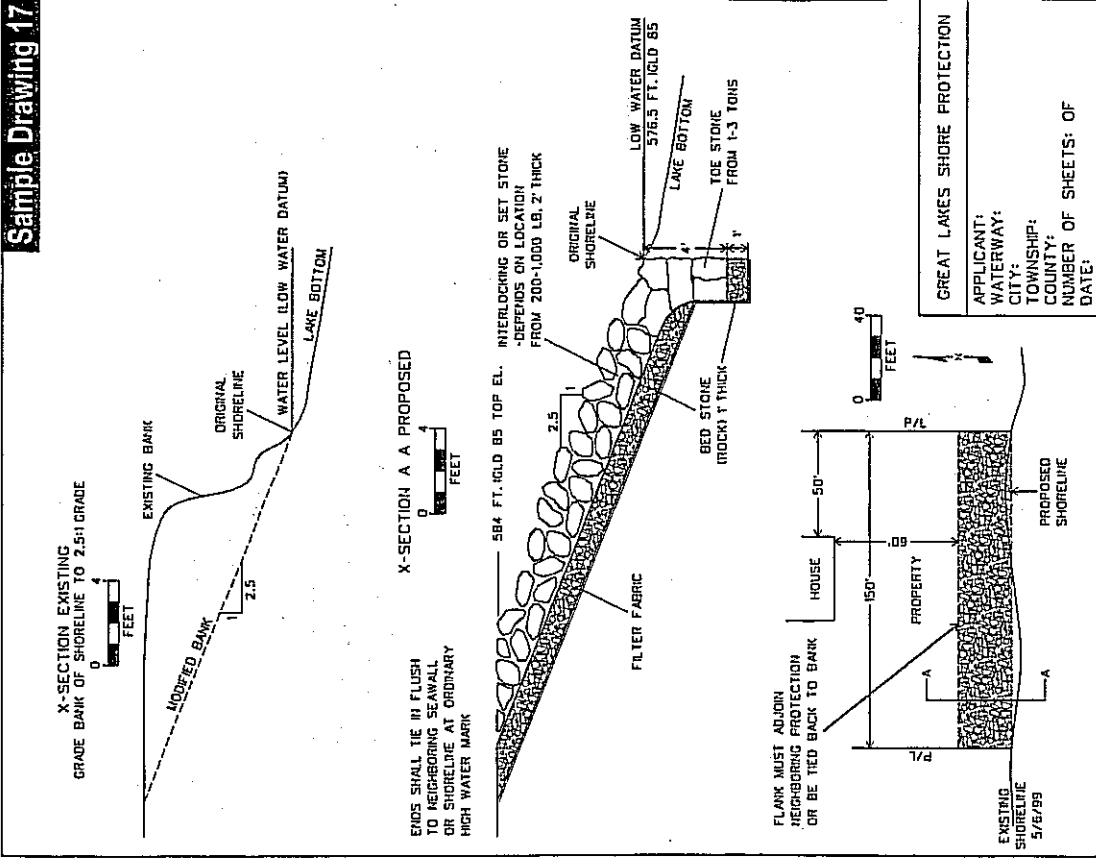 Sample Drawing 17
X-SECTION EXISTING
GRADE BANK OF SHORELINE TO 2.5:1 GRADE
0 4
FEET
EXISTING BANK
ORIGINAL
SHORELINE
WATER LEVEL (LOW WATER DATUM)
MODIFIED BANK
LAKE BOTTOM
1
2.5
X-SECTION A A PROPOSED
0 4
FEET
ENDS SHALL TIE IN FLUSH
TO NEIGHBORING SEAWALL
OR SHORELINE AT ORDINARY
HIGH WATER MARK
584 FT. IGLD 85 TOP EL.
INTERLOCKING OR SET STONE
-DEPENDS ON LOCATION
FROM 200-1,000 LB. 2' THICK
2.5
1
ORIGINAL
SHORELINE
LOW WATER DATUM
576.5 FT. IGLD 85
LAKE BOTTOM
4'
TOE STONE
FROM 1-3 TONS
1'
FILTER FABRIC
BED STONE
(ROCK) 1' THICK
FLANK MUST ADJOIN
NEIGHBORING PROTECTION
OR BE TIED BACK TO BANK
HOUSE
50'
60'
150'
PROPERTY
P/L
P/L
A
A
EXISTING
SHORELINE
5/6/99
PROPOSED
SHORELINE
0 40
FEET
N
GREAT LAKES SHORE PROTECTION
APPLICANT:
WATERWAY:
CITY:
TOWNSHIP:
COUNTY:
NUMBER OF SHEETS: OF
DATE: